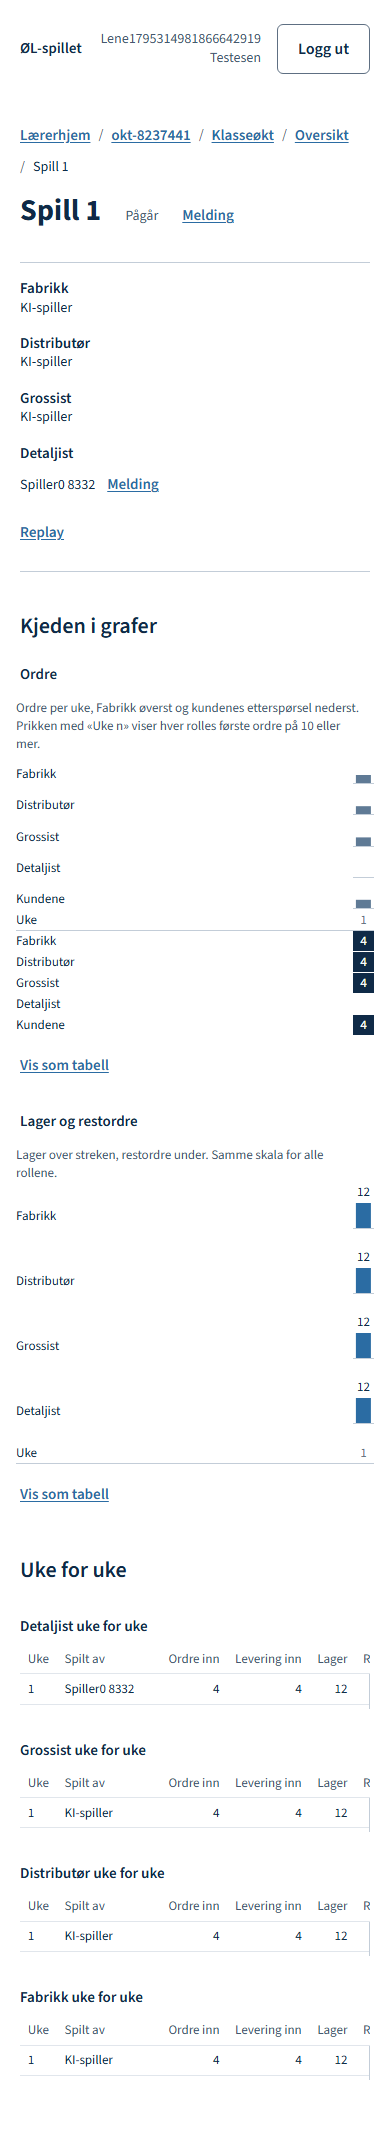 ØL-spillet
Lene1795314981866642919
Testesen
Logg ut
Lærerhjem / okt-8237441 / Klasseøkt / Oversikt
/ Spill 1
Spill 1 Pågår Melding
Fabrikk
KI-spiller
Distributør
KI-spiller
Grossist
KI-spiller
Detaljist
Spiller0 8332 Melding
Replay
Kjeden i grafer
Ordre
Ordre per uke, Fabrikk øverst og kundenes etterspørsel nederst.
Prikken med «Uke n» viser hver rolles første ordre på 10 eller
mer.
Fabrikk
Distributør
Grossist
Detaljist
Kundene
Uke 1
Fabrikk 4
Distributør 4
Grossist 4
Detaljist
Kundene 4
Vis som tabell
Lager og restordre
Lager over streken, restordre under. Samme skala for alle
rollene.
12
Fabrikk
12
Distributør
12
Grossist
12
Detaljist
Uke 1
Vis som tabell
Uke for uke
Detaljist uke for uke
Uke Spilt av Ordre inn Levering inn Lager R
1 Spiller0 8332 4 4 12
Grossist uke for uke
Uke Spilt av Ordre inn Levering inn Lager R
1 KI-spiller 4 4 12
Distributør uke for uke
Uke Spilt av Ordre inn Levering inn Lager R
1 KI-spiller 4 4 12
Fabrikk uke for uke
Uke Spilt av Ordre inn Levering inn Lager R
1 KI-spiller 4 4 12